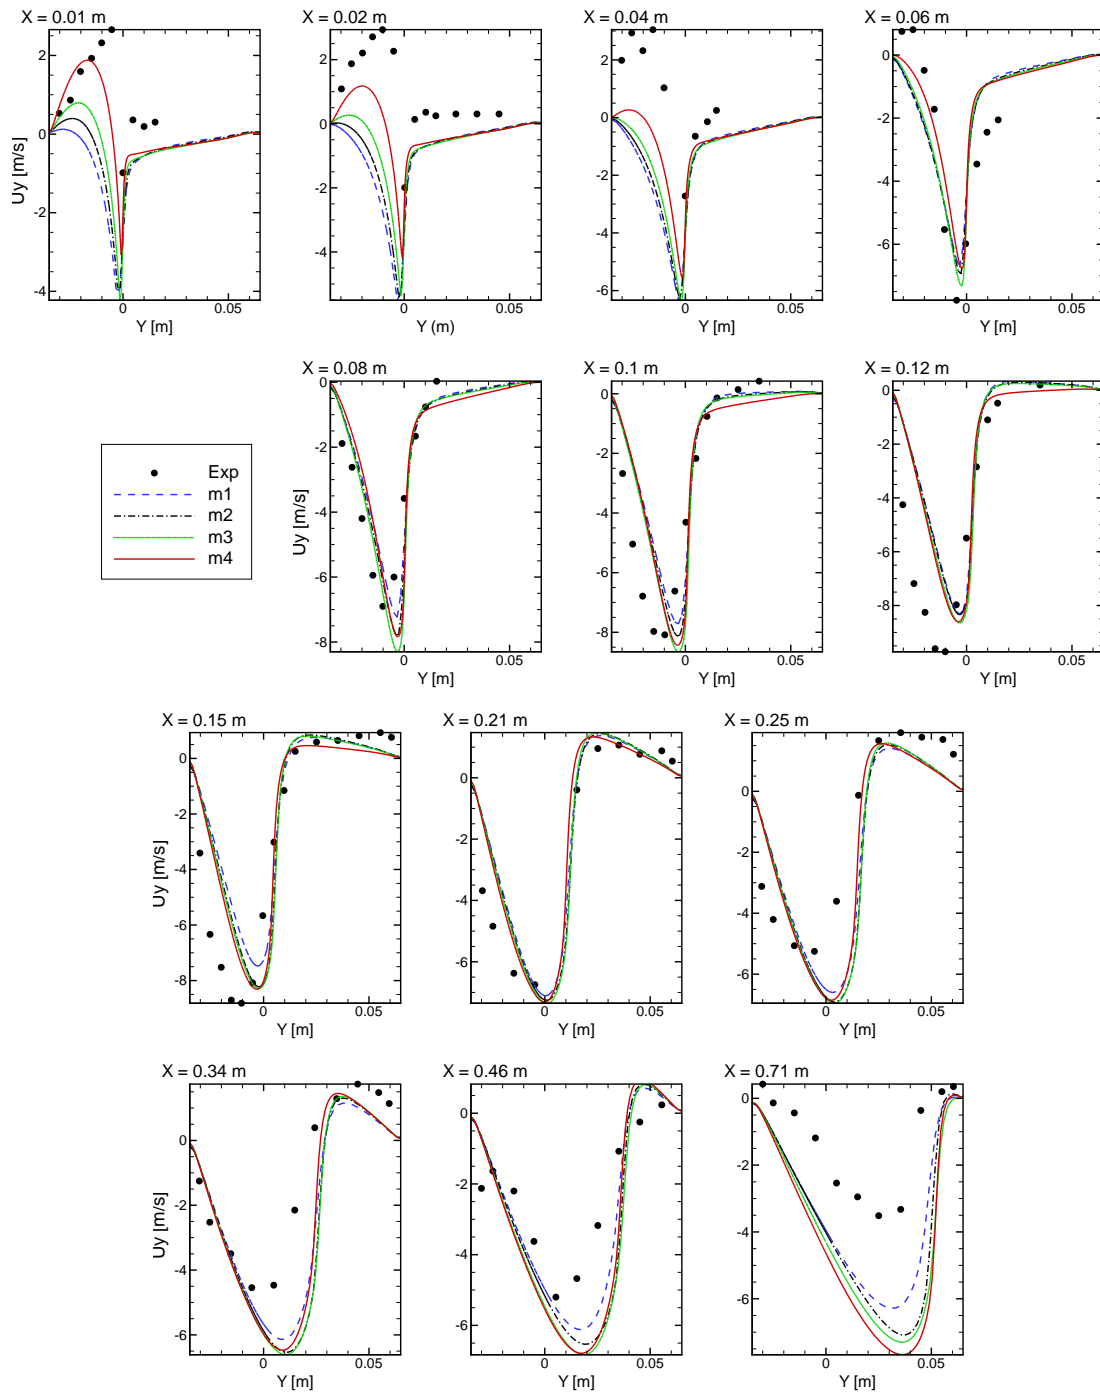 X = 0.01 m
X = 0.02 m
X = 0.04 m
X = 0.06 m
Uy [m/s]
2
0
-2
-4
0
0.05
Y [m]
2
0
-2
-4
0
0.05
Y (m)
2
0
-2
-4
-6
0
0.05
Y [m]
0
-2
-4
-6
0
0.05
Y [m]
X = 0.08 m
X = 0.1 m
X = 0.12 m
Exp
m1
m2
m3
m4
Uy [m/s]
0
-2
-4
-6
-8
0
0.05
Y [m]
0
-2
-4
-6
-8
0
0.05
Y [m]
0
-2
-4
-6
-8
0
0.05
Y [m]
X = 0.15 m
X = 0.21 m
X = 0.25 m
Uy [m/s]
0
-2
-4
-6
-8
0
0.05
Y [m]
0
-2
-4
-6
0
0.05
Y [m]
0
-2
-4
-6
0
0.05
Y [m]
X = 0.34 m
X = 0.46 m
X = 0.71 m
Uy [m/s]
0
-2
-4
-6
0
0.05
Y [m]
0
-2
-4
-6
0
0.05
Y [m]
0
-2
-4
-6
0
0.05
Y [m]